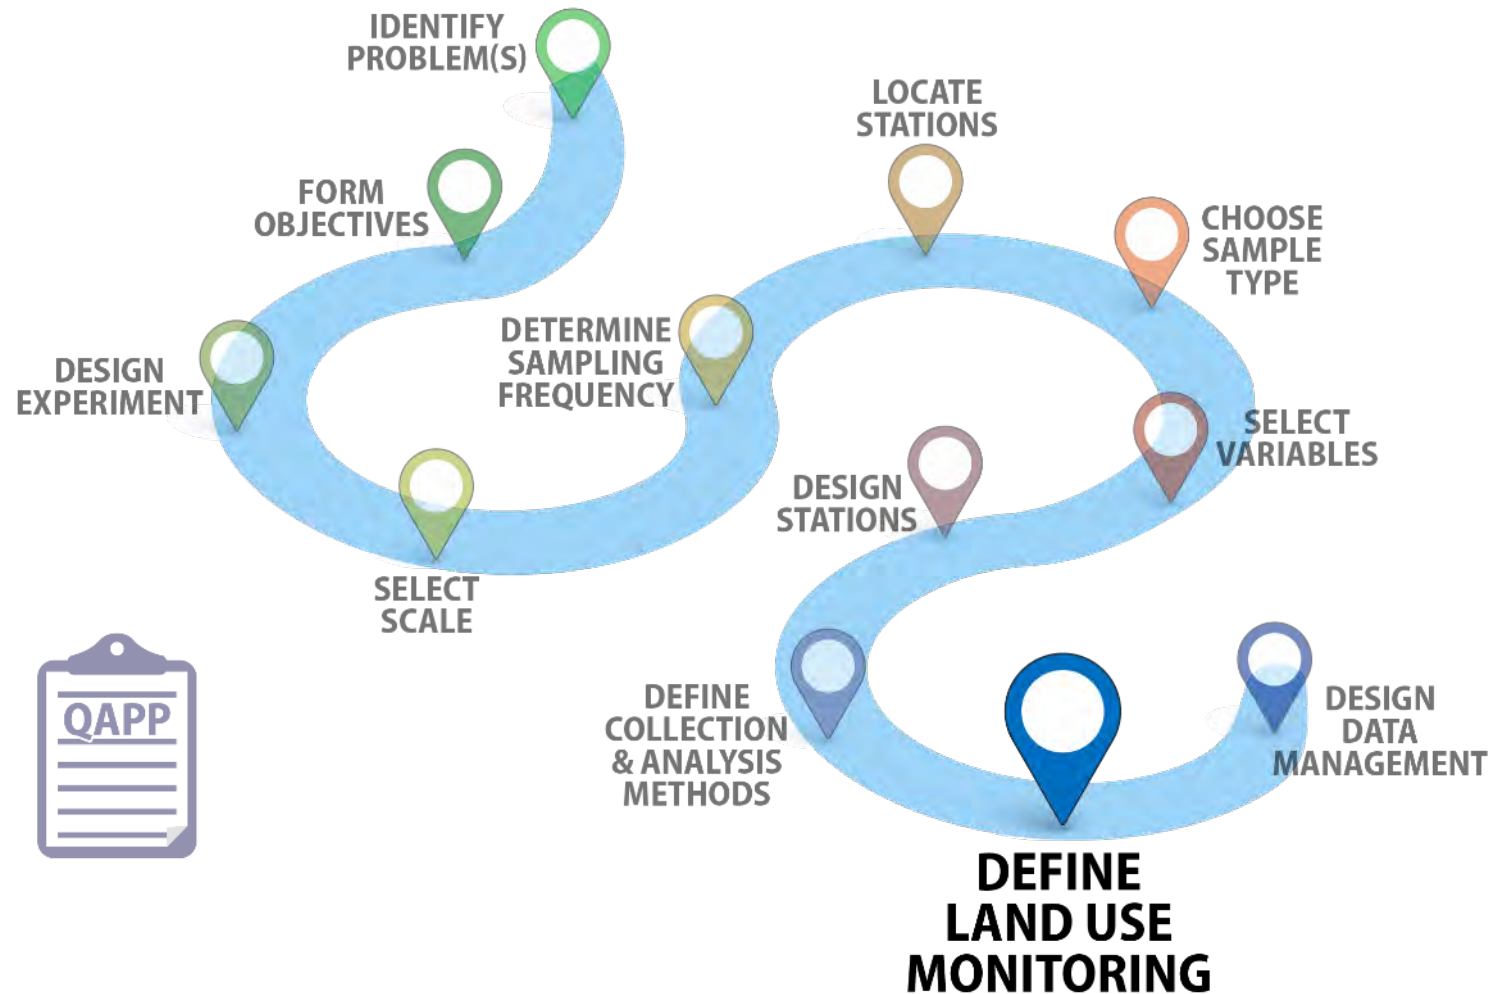 IDENTIFY
PROBLEM(S)
FORM
OBJECTIVES
DESIGN
EXPERIMENT
SELECT
SCALE
DETERMINE
SAMPLING
FREQUENCY
LOCATE
STATIONS
CHOOSE
SAMPLE
TYPE
SELECT
VARIABLES
DESIGN
STATIONS
DEFINE
COLLECTION
& ANALYSIS
METHODS
DEFINE
LAND USE
MONITORING
DESIGN
DATA
MANAGEMENT
QAPP